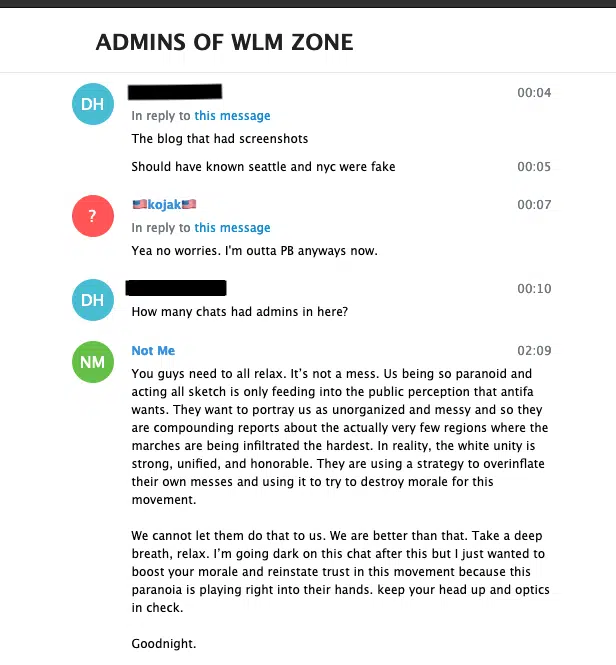 ADMINS OF WLM ZONE
DH
00:04
In reply to this message
The blog that had screenshots
Should have known seattle and nyc were fake
00:05
?
🇺🇸kojak🇺🇸
00:07
In reply to this message
Yea no worries. I'm outta PB anyways now.
DH
00:10
How many chats had admins in here?
NM
Not Me
02:09
You guys need to all relax. It's not a mess. Us being so paranoid and
acting all sketch is only feeding into the public perception that antifa
wants. They want to portray us as unorganized and messy and so they
are compounding reports about the actually very few regions where the
marches are being infiltrated the hardest. In reality, the white unity is
strong, unified, and honorable. They are using a strategy to overinflate
their own messes and using it to try to destroy morale for this
movement.
We cannot let them do that to us. We are better than that. Take a deep
breath, relax. I'm going dark on this chat after this but I just wanted to
boost your morale and reinstate trust in this movement because this
paranoia is playing right into their hands. keep your head up and optics
in check.
Goodnight.